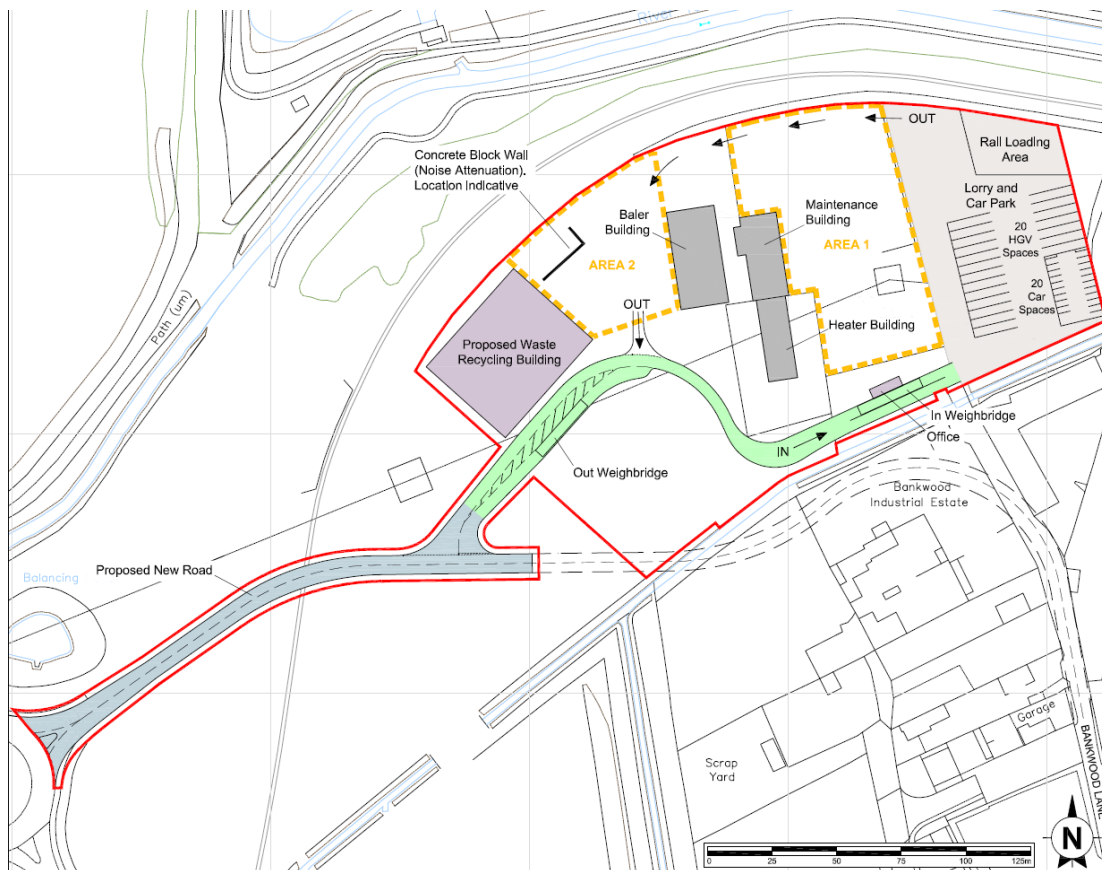 River
OUT
Rail Loading
Area
Concrete Block Wall
(Noise Attenuation).
Location Indicative
Lorry and
Car Park
Baler
Building
Maintenance
Building
20
HGV
Spaces
AREA 1
AREA 2
20
Car
Spaces
Path (um)
OUT
Heater Building
Proposed Waste
Recycling Building
In Weighbridge
Office
IN
Out Weighbridge
Bankwood
Industrial Estate
Proposed New Road
Balancing
Garage
Scrap
Yard
BANKWOOD LANE
N
0 25 50 75 100 125m